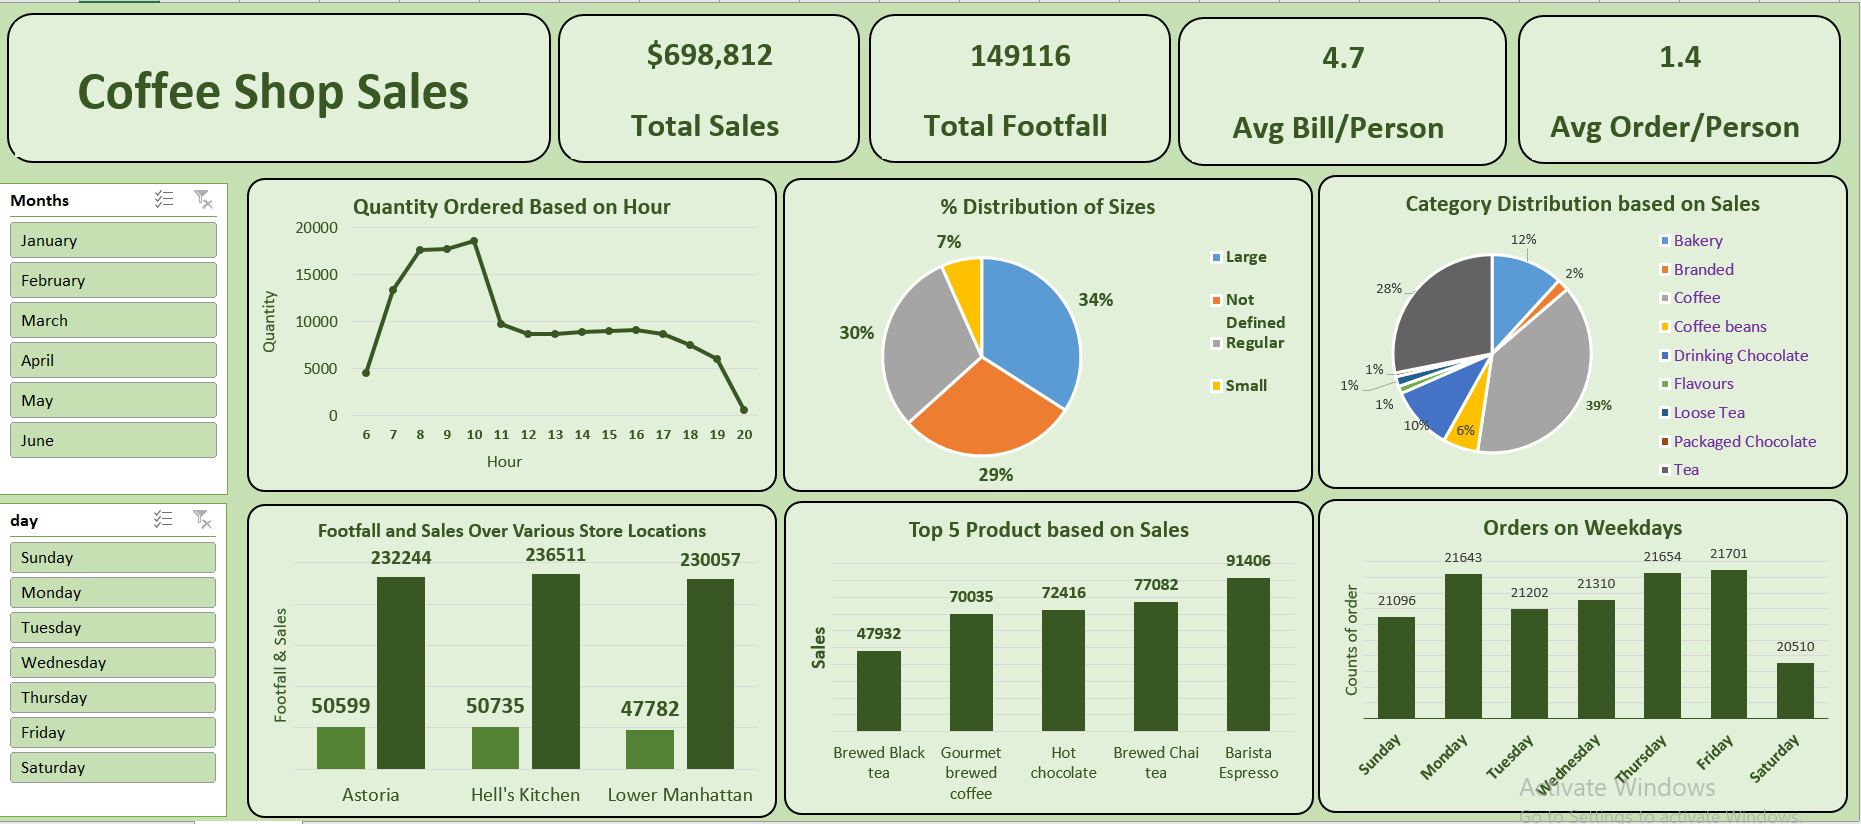 Coffee Shop Sales
$698,812
Total Sales
149116
Total Footfall
4.7
Avg Bill/Person
1.4
Avg Order/Person
Months
January
February
March
April
May
June
day
Sunday
Monday
Tuesday
Wednesday
Thursday
Friday
Saturday
Quantity Ordered Based on Hour
Quantity
20000
15000
10000
5000
0
6 7 8 9 10 11 12 13 14 15 16 17 18 19 20
Hour
% Distribution of Sizes
7%
34%
30%
29%
Large
Not
Defined
Regular
Small
Category Distribution based on Sales
12%
2%
28%
1%
1%
1%
10%
6%
39%
Bakery
Branded
Coffee
Coffee beans
Drinking Chocolate
Flavours
Loose Tea
Packaged Chocolate
Tea
Footfall and Sales Over Various Store Locations
Footfall & Sales
232244
236511
230057
50599
50735
47782
Astoria
Hell's Kitchen
Lower Manhattan
Top 5 Product based on Sales
Sales
47932
70035
72416
77082
91406
Brewed Black
tea
Gourmet
brewed
coffee
Hot
chocolate
Brewed Chai
tea
Barista
Espresso
Orders on Weekdays
Counts of order
21096
21643
21202
21310
21654
21701
20510
Sunday
Monday
Tuesday
Wednesday
Thursday
Friday
Saturday
Activate Windows
Go to Settings to activate Windows.